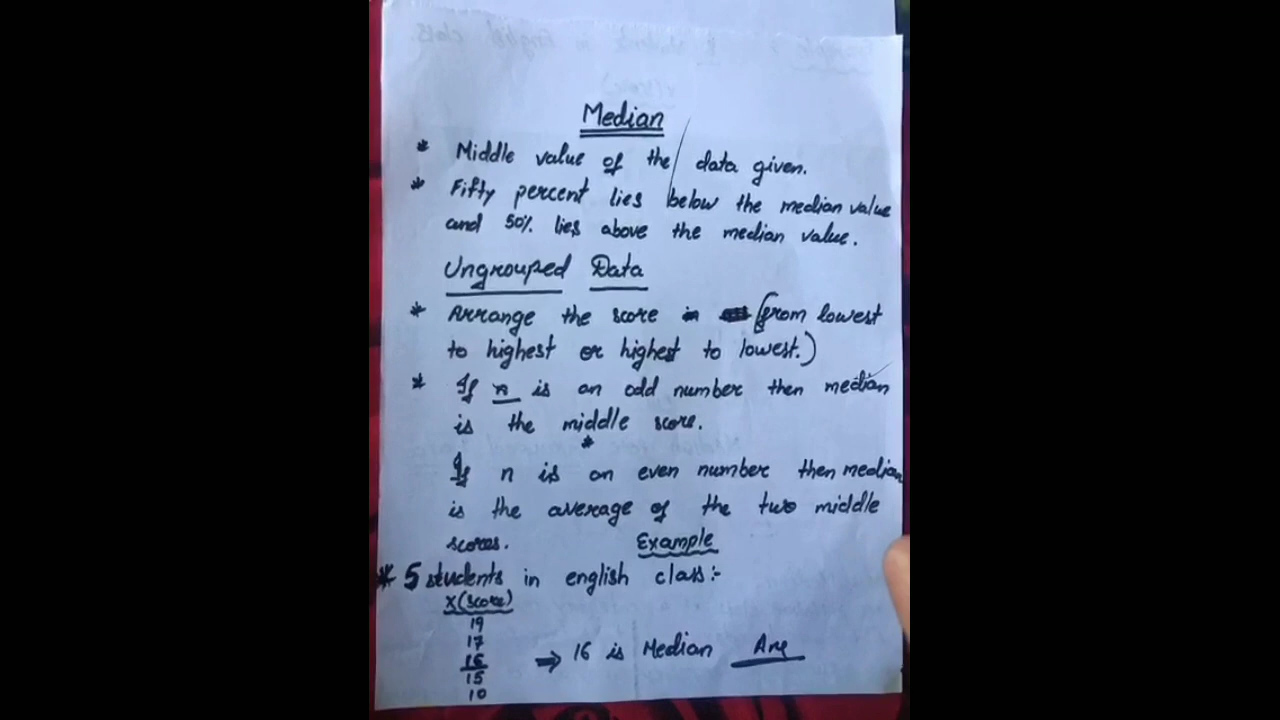 Median
* Middle value of the data given.
* Fifty percent lies below the median value
and 50% lies above the median value.
Ungrouped Data
* Arrange the score in (from lowest
to highest or highest to lowest.)
* If n is an odd number then median
is the middle score.
*
If n is an even number then median
is the average of the two middle
scores. Example
* 5 students in english class:-
X(score)
19
17
16 ⇒ 16 is Median Ans
15
10